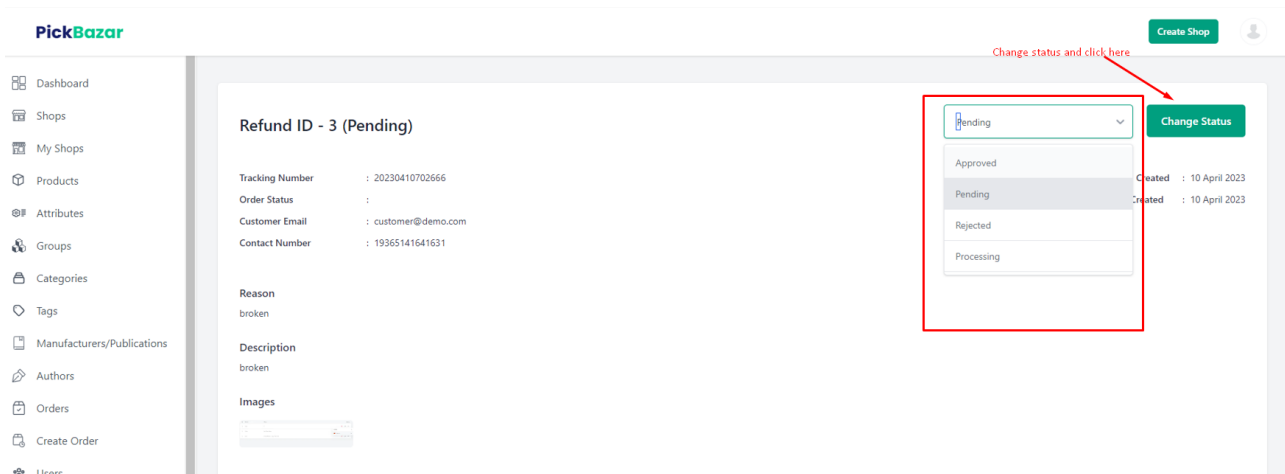 PickBazar
Create Shop
Change status and click here
Dashboard
Shops
My Shops
Products
Attributes
Groups
Categories
Tags
Manufacturers/Publications
Authors
Orders
Create Order
Users
Refund ID - 3 (Pending)
Pending
Change Status
Approved
Pending
Rejected
Processing
Tracking Number : 20230410702666
Order Status :
Customer Email : customer@demo.com
Contact Number : 19365141641631
Created : 10 April 2023
Created : 10 April 2023
Reason
broken
Description
broken
Images